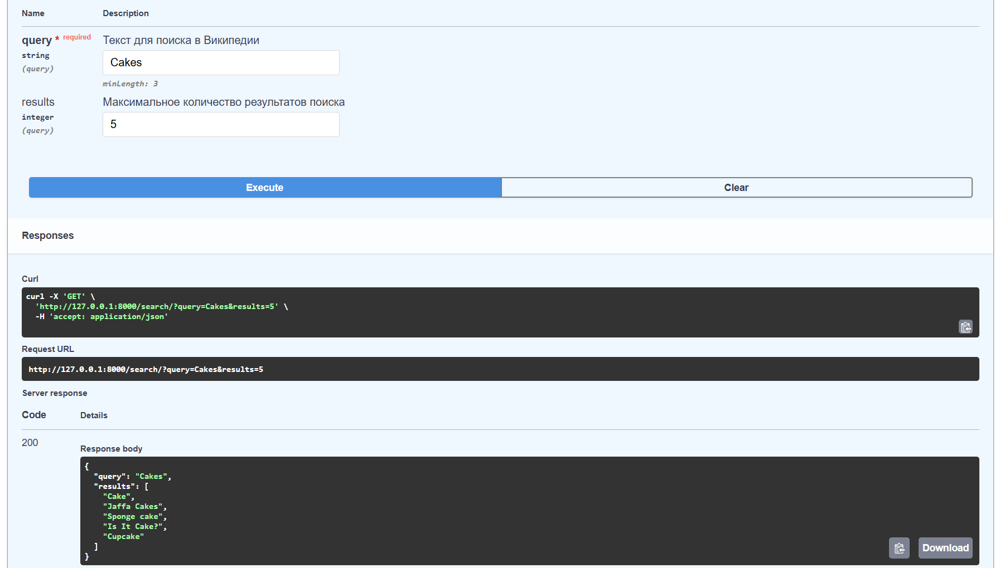 Name Description
query * required Текст для поиска в Википедии
string
Cakes
(query)
minLength: 3
results Максимальное количество результатов поиска
integer
5
(query)
Execute Clear
Responses
Curl
curl -X 'GET' \
'http://127.0.0.1:8000/search/?query=Cakes&results=5' \
-H 'accept: application/json'
Request URL
http://127.0.0.1:8000/search/?query=Cakes&results=5
Server response
Code Details
200
Response body
{
"query": "Cakes",
"results": [
"Cake",
"Jaffa Cakes",
"Sponge cake",
"Is It Cake?",
"Cupcake"
]
}
Download